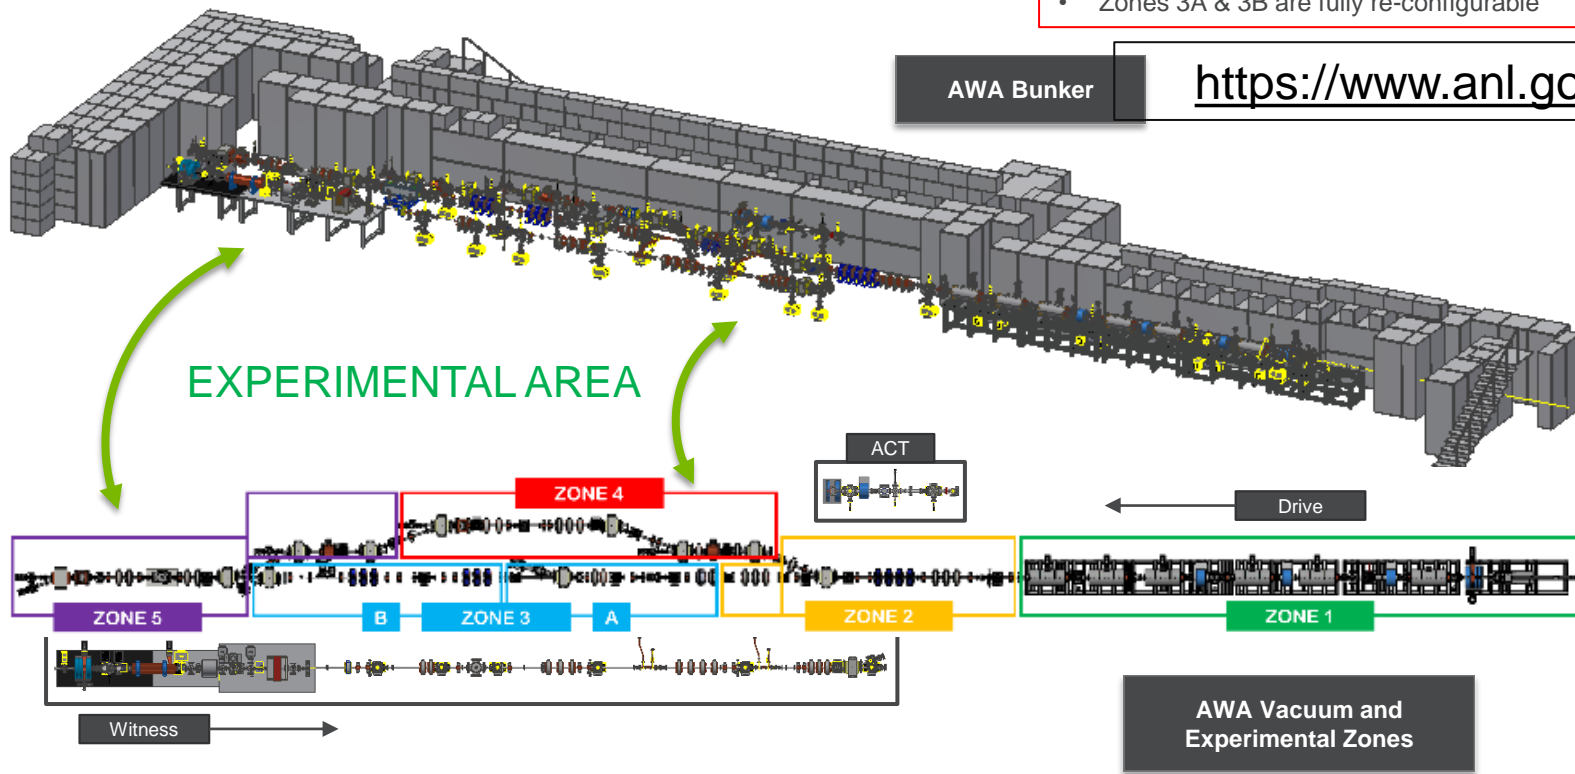 • Zones 3A & 3B are fully re-configurable
AWA Bunker
https://www.anl.go
EXPERIMENTAL AREA
ACT
Drive
ZONE 4
ZONE 5
B
ZONE 3
A
ZONE 2
ZONE 1
Witness
AWA Vacuum and
Experimental Zones